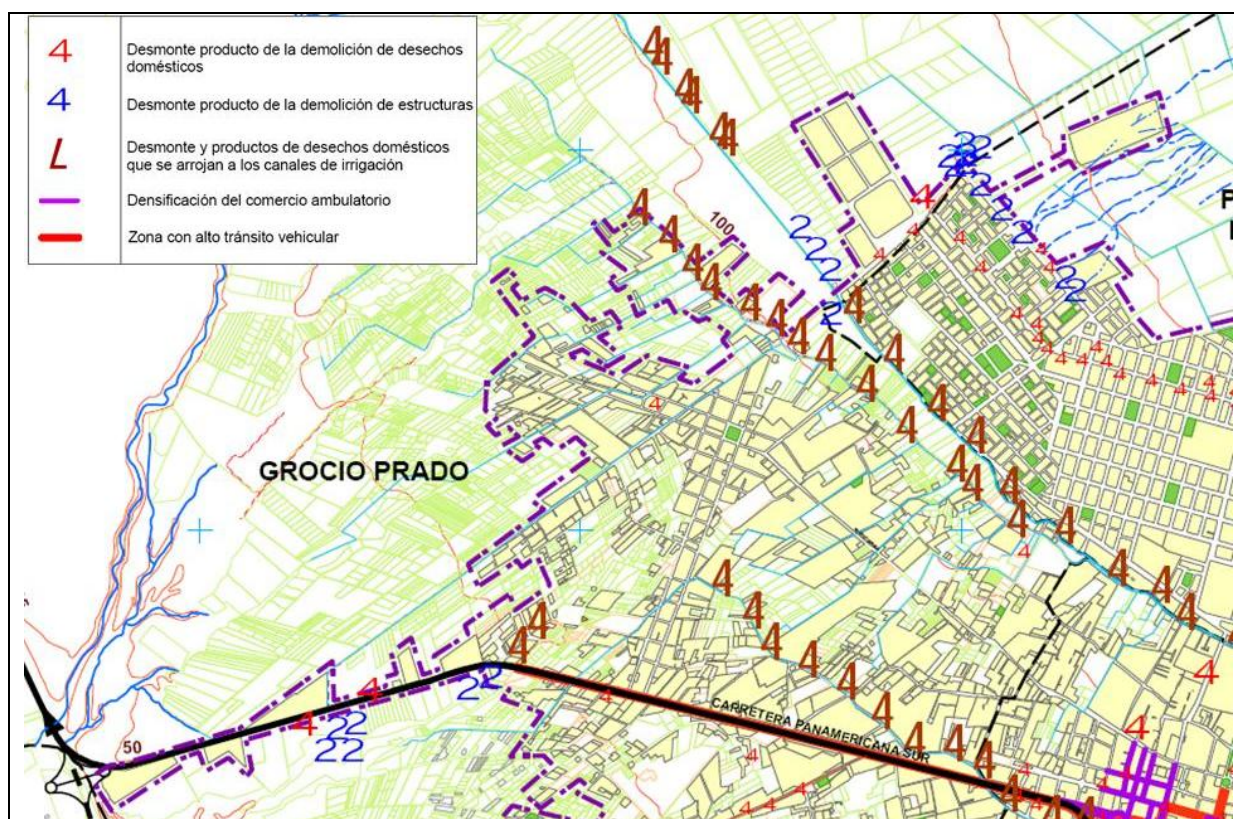 4 Desmonte producto de la demolición de desechos
domésticos
4 Desmonte producto de la demolición de estructuras
L Desmonte y productos de desechos domésticos
que se arrojan a los canales de irrigación
Densificación del comercio ambulatorio
Zona con alto tránsito vehicular
100
P
GROCIO PRADO
CARRETERA PANAMERICANA SUR
50